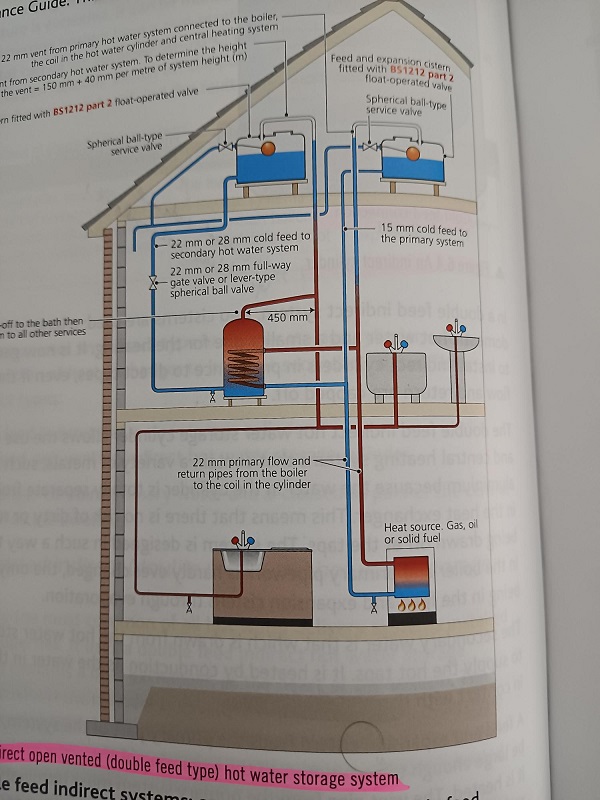 nce Guide. Th
22 mm vent from primary hot water system connected to the boiler,
the coil in the hot water cylinder and central heating system
nt from secondary hot water system. To determine the height
the vent = 150 mm + 40 mm per metre of system height (m)
rn fitted with BS1212 part 2 float-operated valve
Spherical ball-type
service valve
Feed and expansion cistern
fitted with BS1212 part 2
float-operated valve
Spherical ball-type
service valve
22 mm or 28 mm cold feed to
secondary hot water system
15 mm cold feed to
the primary system
22 mm or 28 mm full-way
gate valve or lever-type
spherical ball valve
-off to the bath then
n to all other services
450 mm
22 mm primary flow and
return pipes from the boiler
to the coil in the cylinder
Heat source. Gas, oil
or solid fuel
irect open vented (double feed type) hot water storage system
le feed indirect systems: